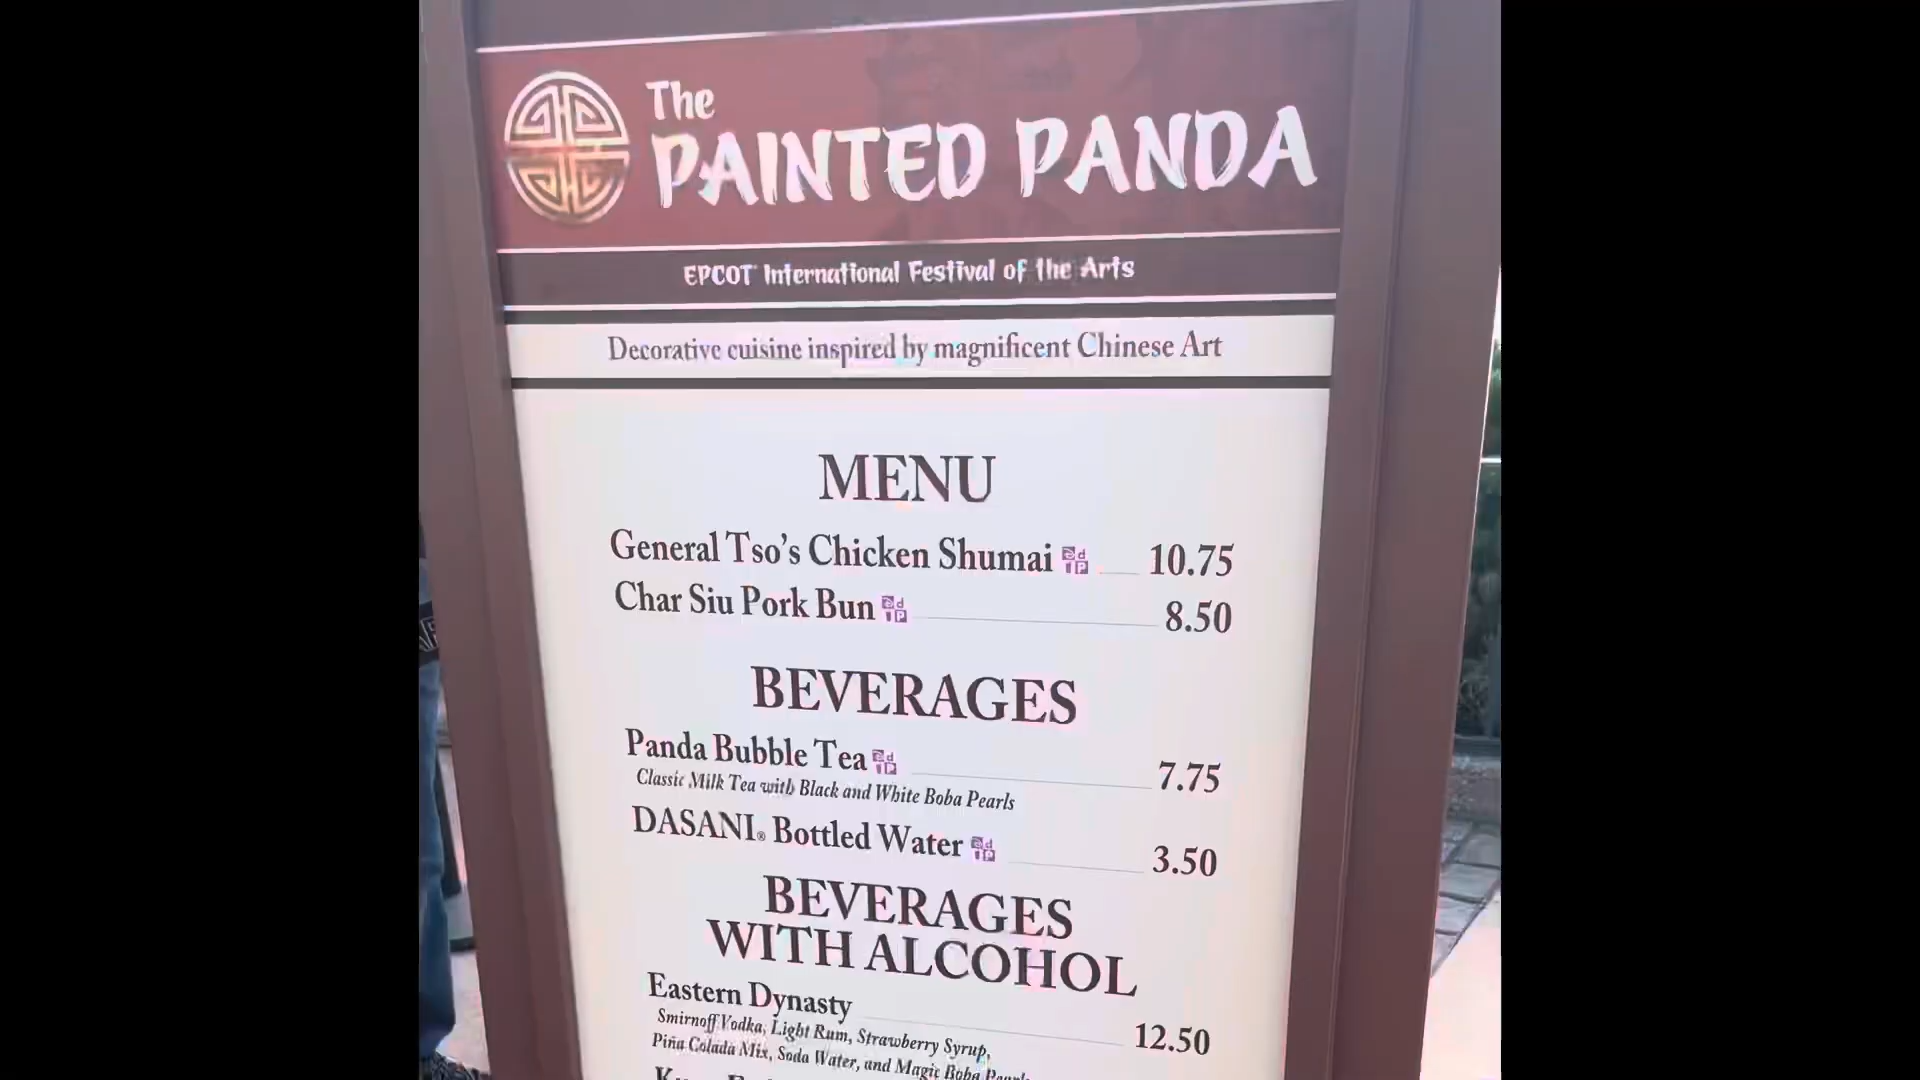 The
PAINTED PANDA
EPCOT® International Festival of the Arts
Decorative cuisine inspired by magnificent Chinese Art
MENU
General Tso's Chicken Shumai 10.75
Char Siu Pork Bun 8.50
BEVERAGES
Panda Bubble Tea 7.75
Classic Milk Tea with Black and White Boba Pearls
DASANI® Bottled Water 3.50
BEVERAGES
WITH ALCOHOL
Eastern Dynasty 12.50
Smirnoff Vodka, Light Rum, Strawberry Syrup,
Piña Colada Mix, Soda Water, and Magic Boba Pearls